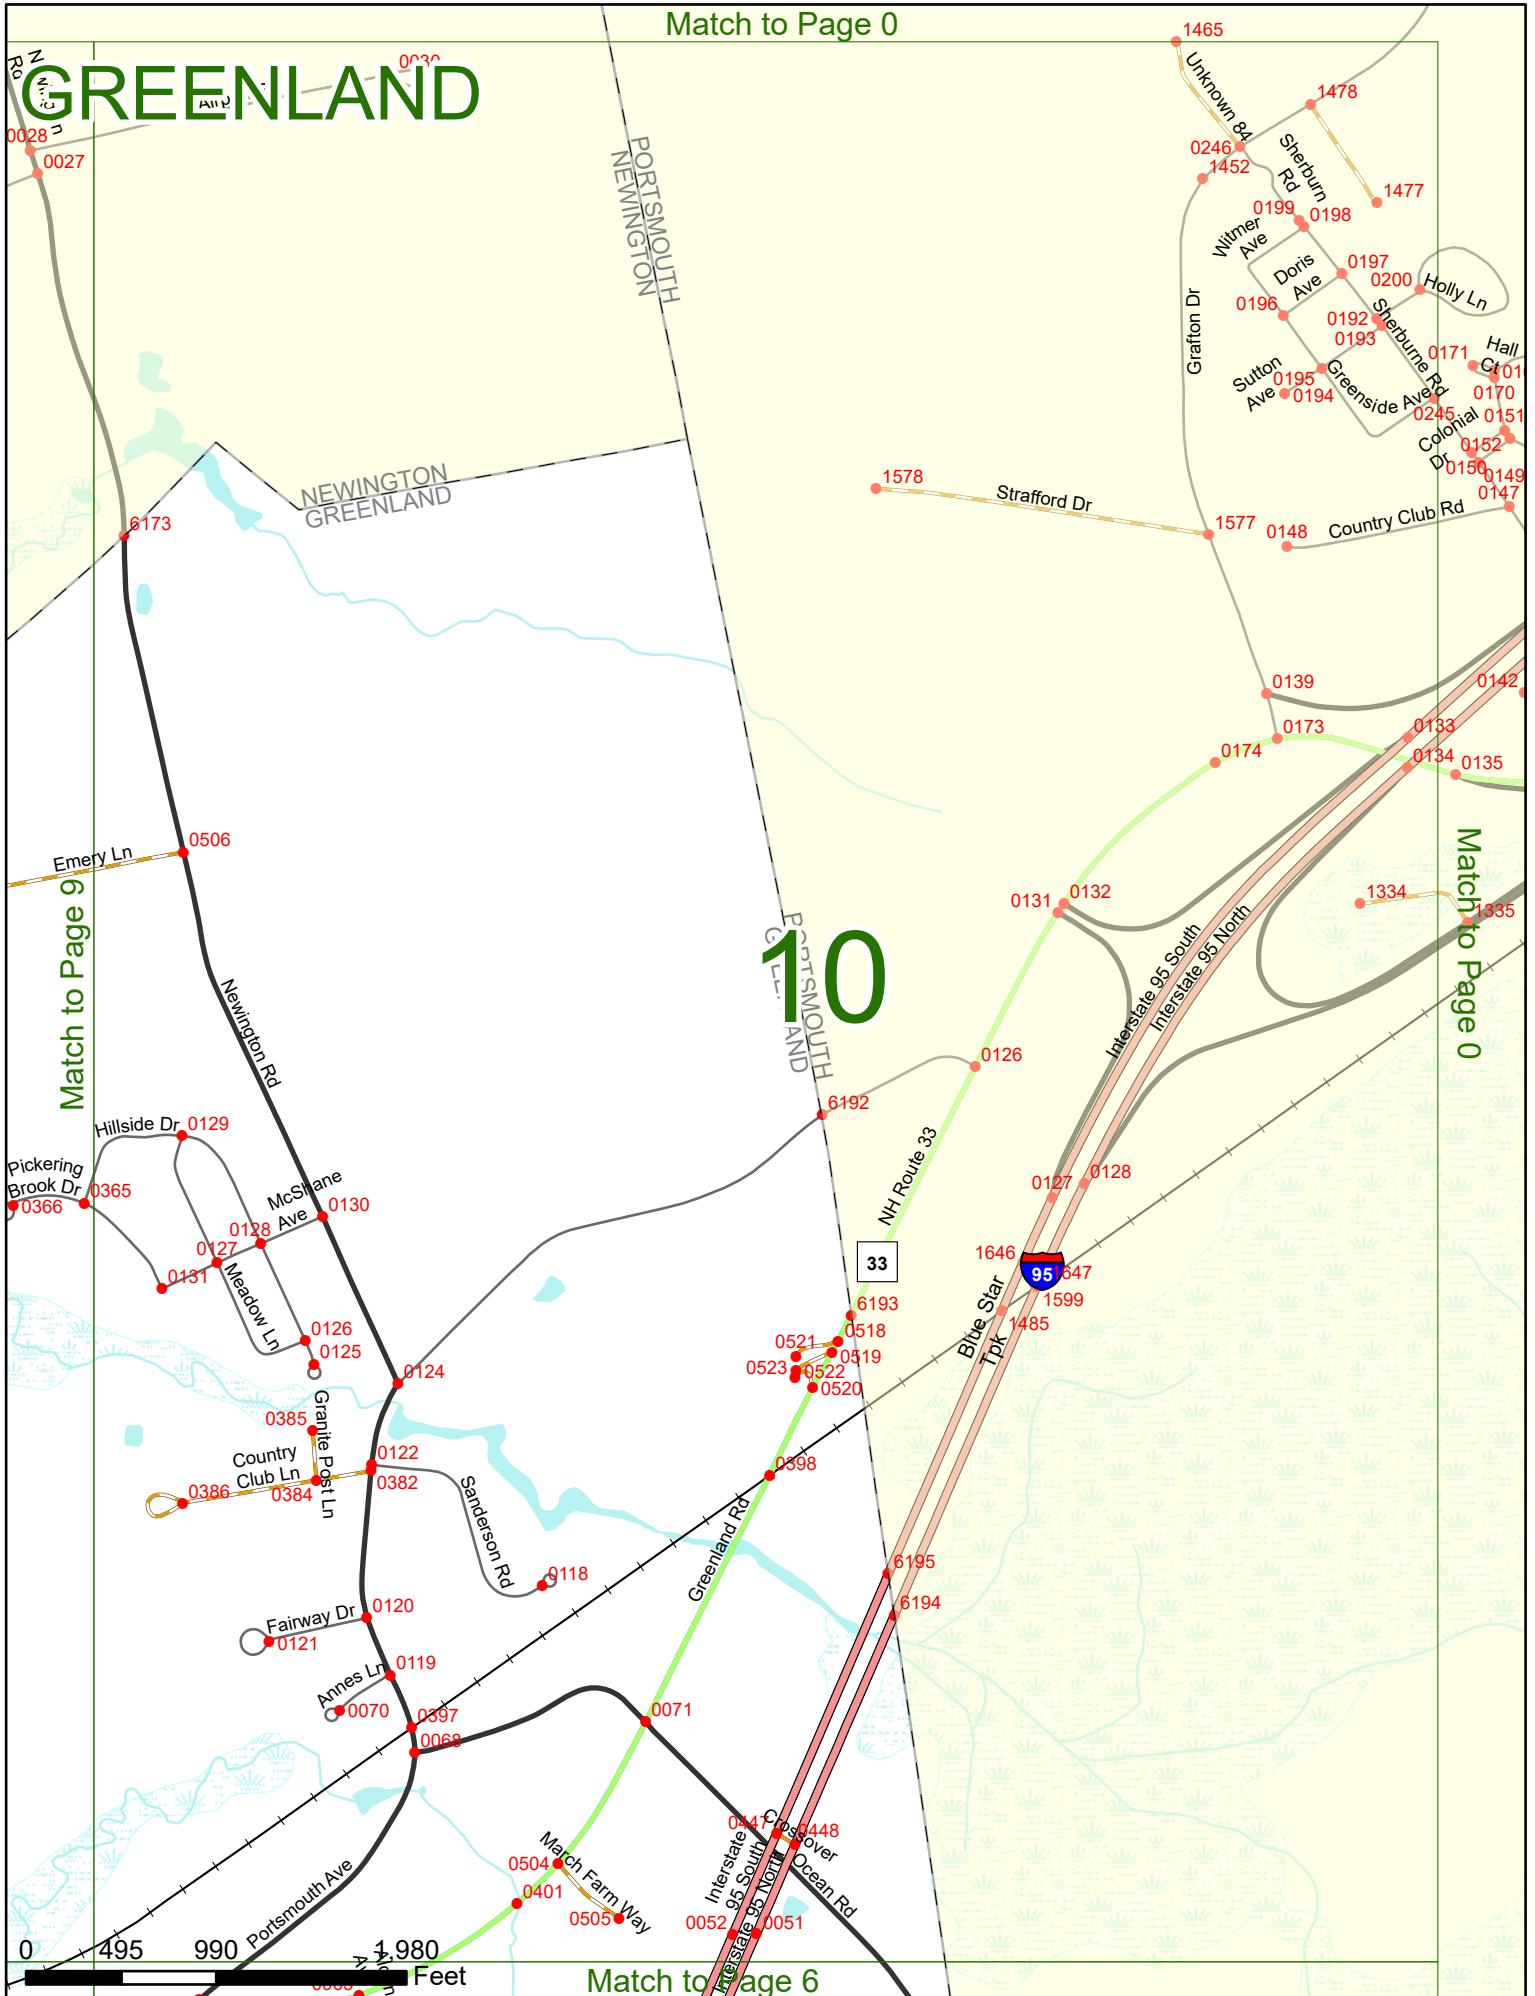 Match to Page 0
GREENLAND
0030
0028
0027
1465
Unknown 84
1478
0246
1452
Sherburn
Rd
1477
0199
0198
Witmer
Ave
Doris
Ave
0197
0200
Holly Ln
0196
0192
0193
Sherburne Rd
Grafton Dr
0171
Hall
Ct
0170
Sutton
Ave
0195
0194
Greenside Ave
0245
0151
Colonial
Dr
0152
0150
0149
0147
PORTSMOUTH
NEWINGTON
NEWINGTON
GREENLAND
1578
Strafford Dr
1577
0148
Country Club Rd
6173
0139
0142
0173
0133
0174
0134
0135
0506
Emery Ln
Match to Page 9
Match to Page 0
1334
1335
0132
0131
10
PORTSMOUTH
Interstate 95 South
Interstate 95 North
Newington Rd
0126
6192
Hillside Dr
0129
Pickering
Brook Dr
0365
0366
McShane
Ave
0130
0128
0127
0131
Meadow Ln
NH Route 33
33
0127
0128
1646
95
1647
1599
1485
Blue Star
Tpk
6193
0518
0521
0519
0523
0522
0520
0126
0125
0124
0385
Granite Post Ln
Country
Club Ln
0122
0382
0384
0386
0398
Sanderson Rd
Greenland Rd
0118
6195
6194
0120
Fairway Dr
0121
0119
Annes Ln
0070
0397
0068
0071
0447
Crossover
0448
Interstate
95 South
Interstate 95 North
Ocean Rd
March Farm Way
0504
0401
0505
0052
0051
Portsmouth Ave
0 495 990 1,980
Feet
Match to Page 6